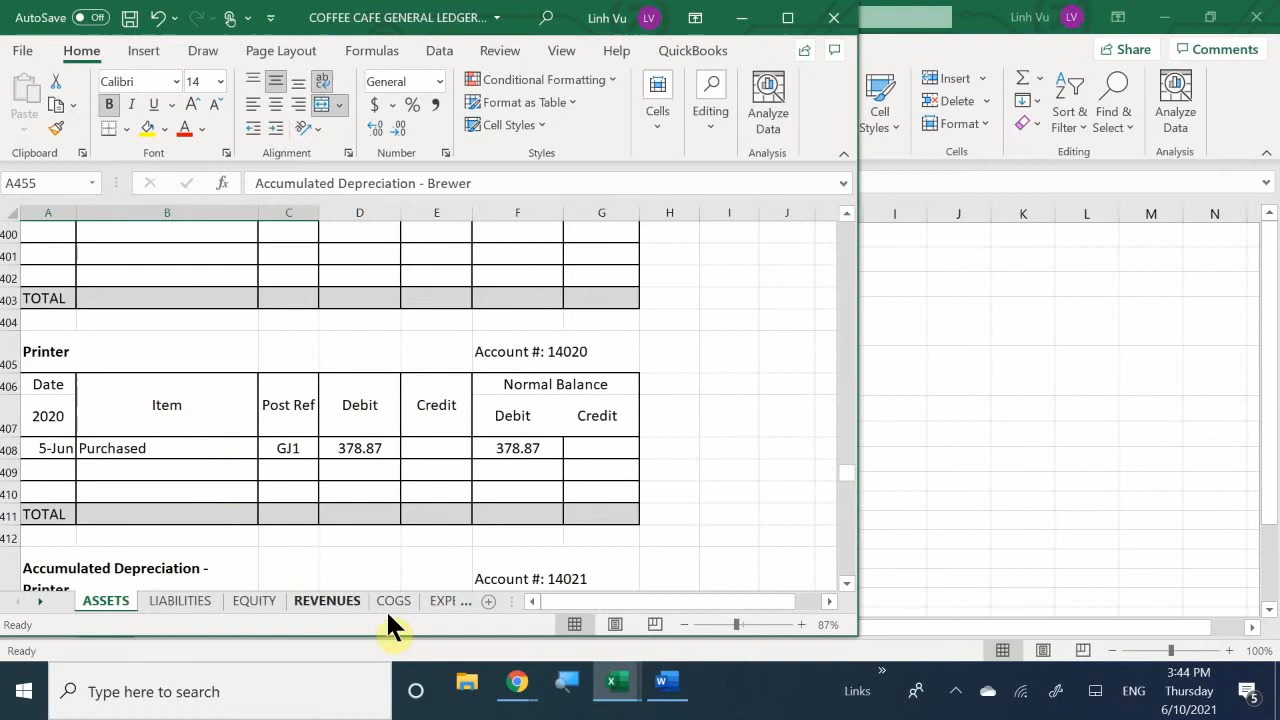 AutoSave Off COFFEE CAFE GENERAL LEDGER... Linh Vu LV Linh Vu LV
File Home Insert Draw Page Layout Formulas Data Review View Help QuickBooks Share Comments
Paste Calibri 14 General Conditional Formatting Cells Editing Analyze Data Cell Styles Insert Sort & Filter Find & Select Analyze Data
B I U A A ab $ % , Format as Table Delete
A Cell Styles Format
Clipboard Font Alignment Number Styles Analysis Cells Editing Analysis
A455 fx Accumulated Depreciation - Brewer
A B C D E F G H I J I J K L M N
400
401
402
403 TOTAL
404
405 Printer Account #: 14020
406 Date Item Post Ref Debit Credit Normal Balance
407 2020 Debit Credit
408 5-Jun Purchased GJ1 378.87 378.87
409
410
411 TOTAL
412
Accumulated Depreciation - Printer Account #: 14021
ASSETS LIABILITIES EQUITY REVENUES COGS EXPE ...
Ready 87%
Ready 100%
Type here to search Links ENG 3:44 PM
Thursday
6/10/2021 5